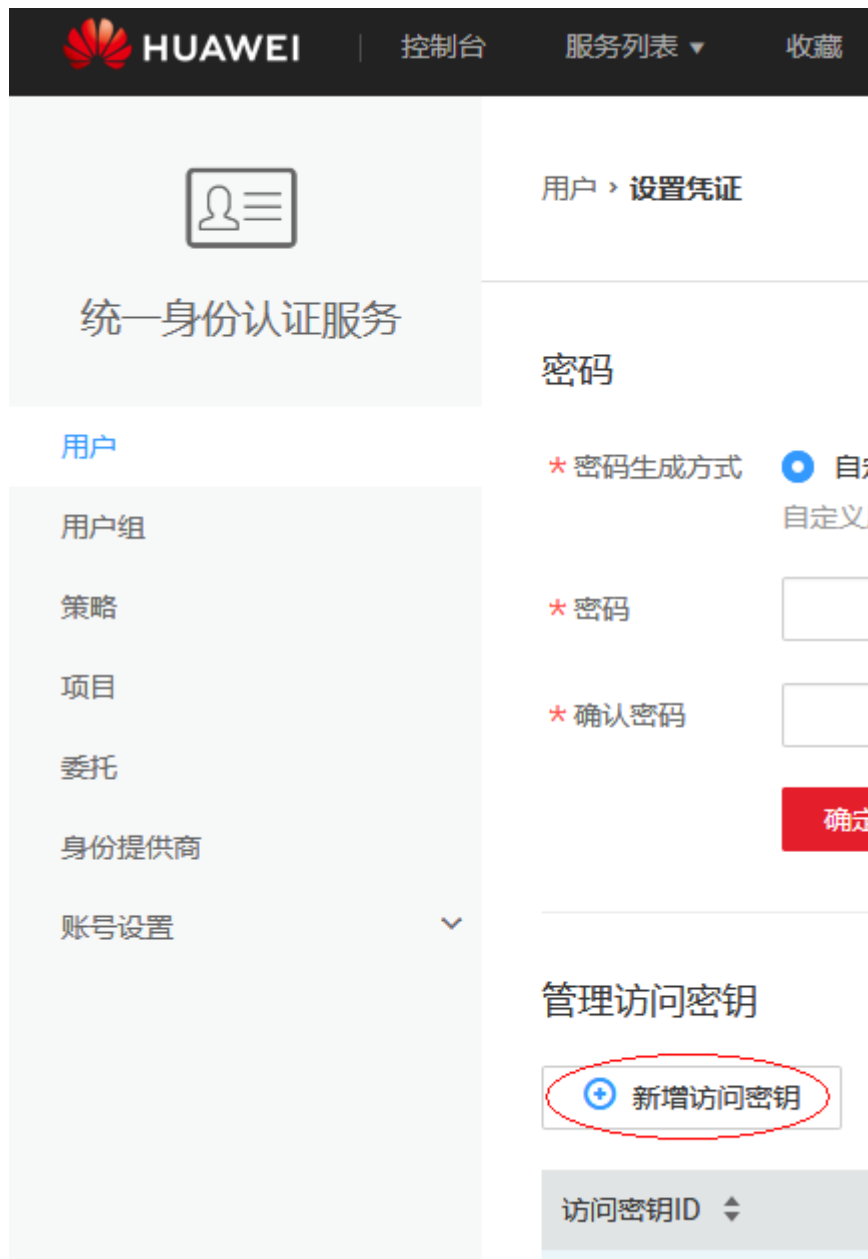 HUAWEI 控制台 服务列表 收藏
统一身份认证服务
用户
用户组
策略
项目
委托
身份提供商
账号设置
用户 › 设置凭证
密码
* 密码生成方式 自定
自定义
* 密码
* 确认密码
确定
管理访问密钥
新增访问密钥
访问密钥ID